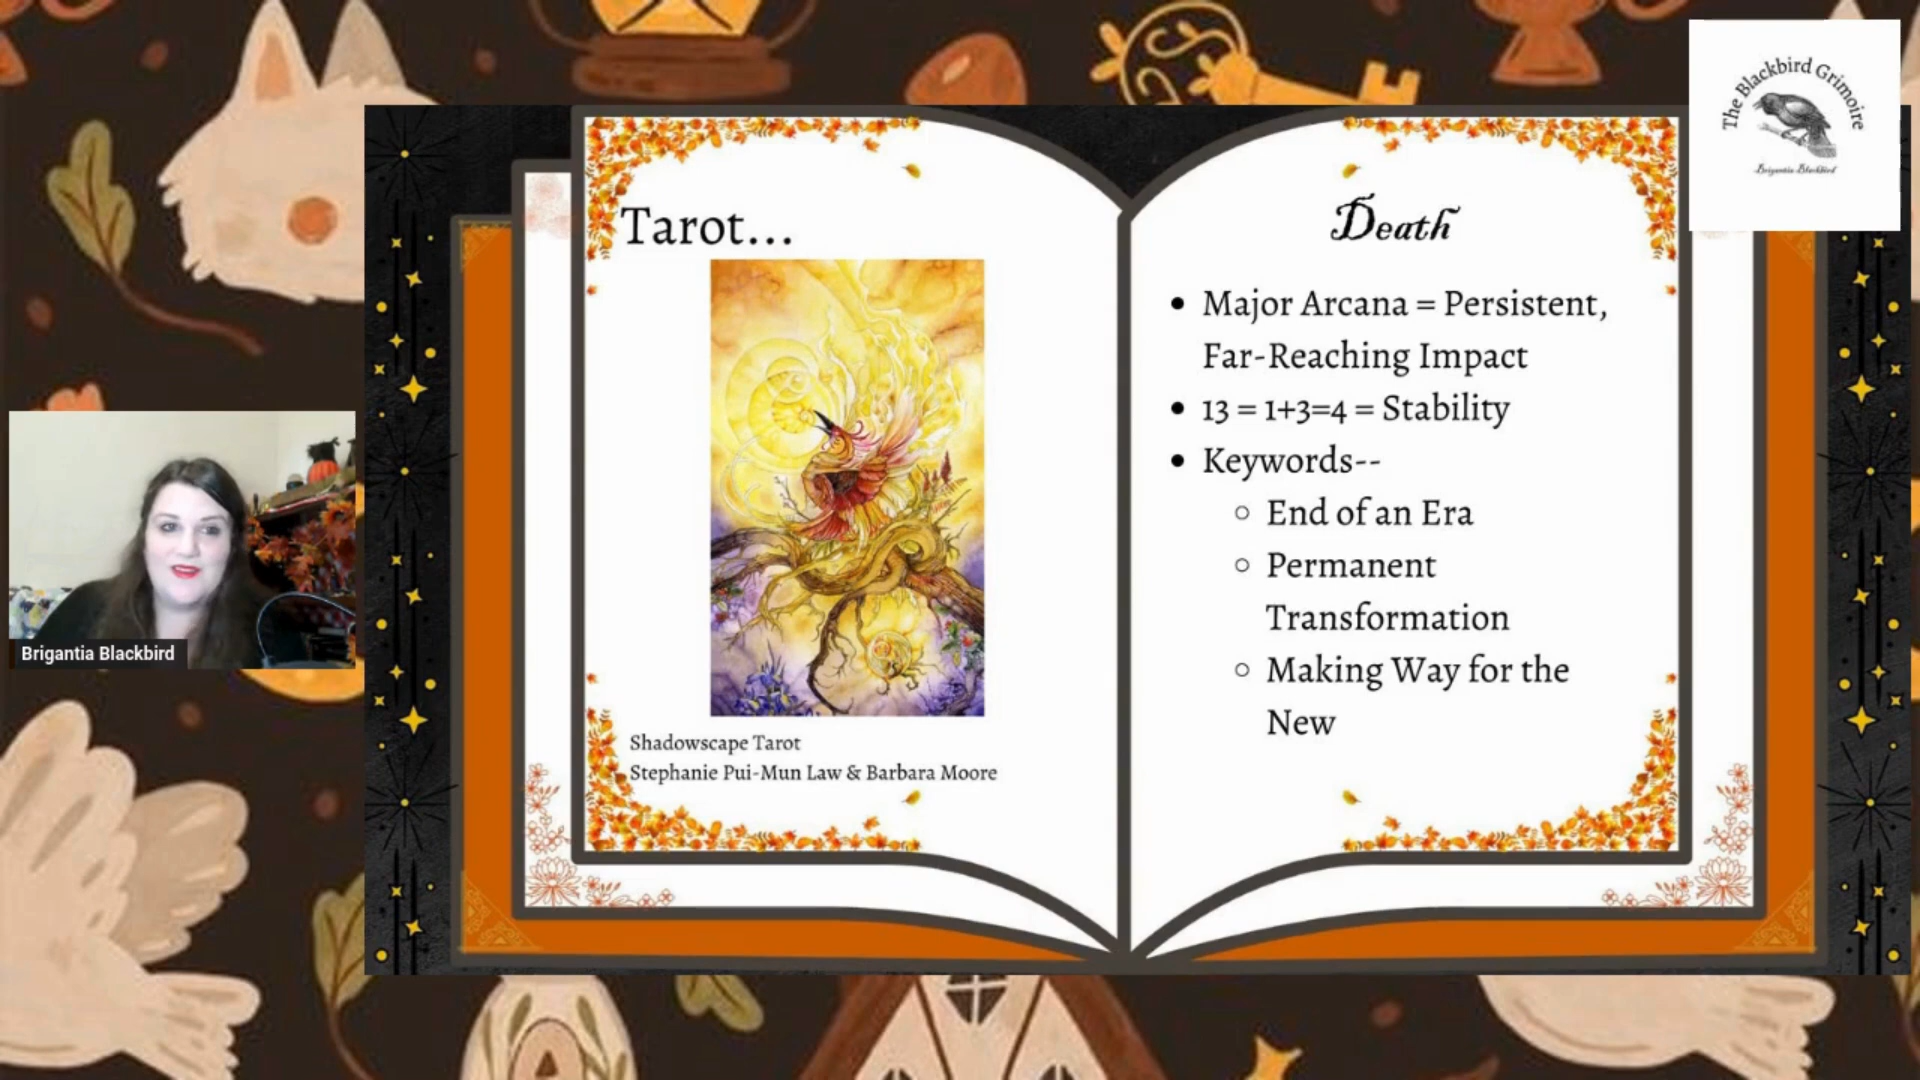 The Blackbird Grimoire
Brigantia Blackbird
Tarot...
Shadowscape Tarot
Stephanie Pui-Mun Law & Barbara Moore
Death
• Major Arcana = Persistent,
Far-Reaching Impact
• 13 = 1+3=4 = Stability
• Keywords--
○ End of an Era
○ Permanent
Transformation
○ Making Way for the
New
Brigantia Blackbird